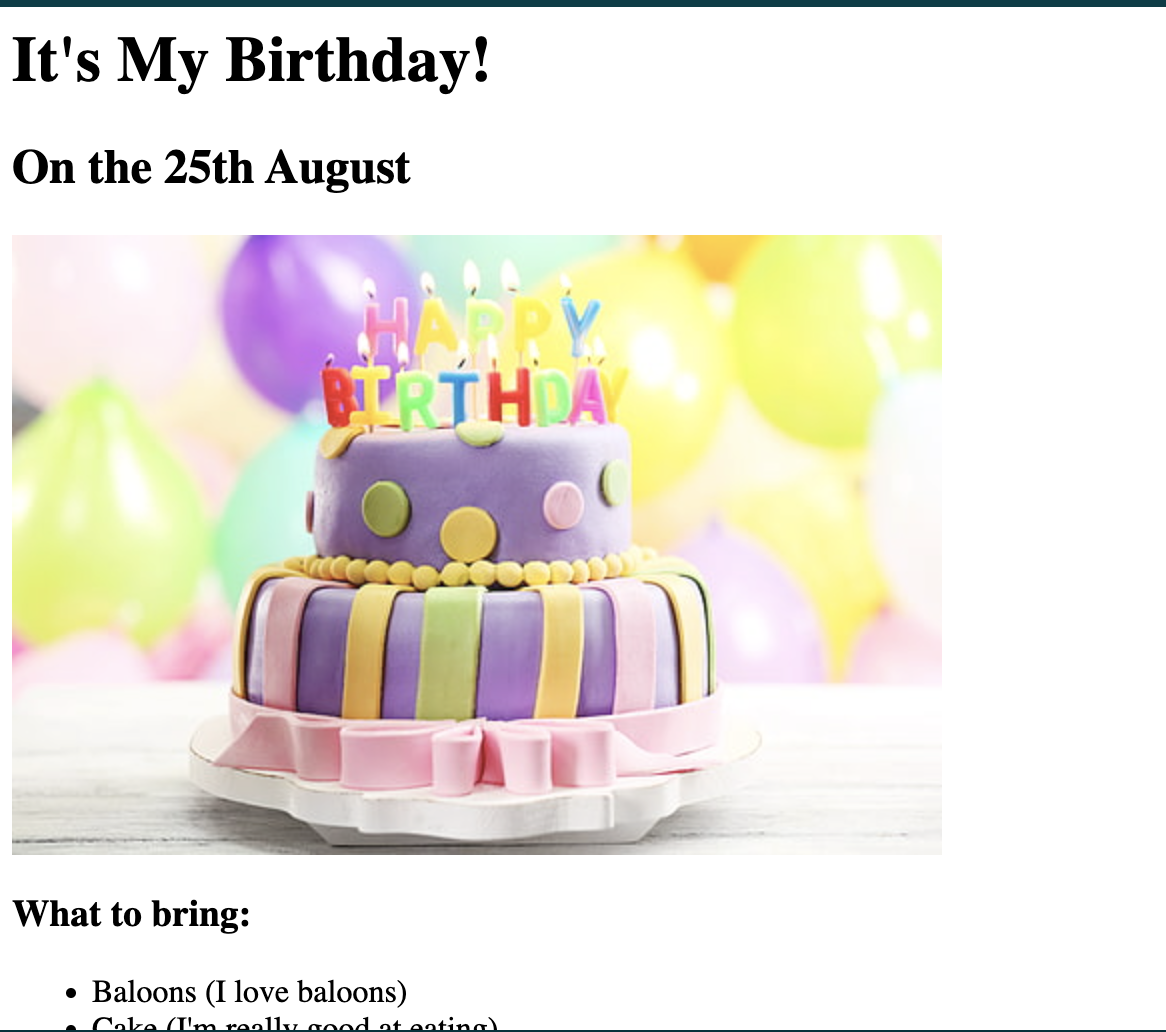 It's My Birthday!
On the 25th August
HAPPY
BIRTHDAY
What to bring:
• Baloons (I love baloons)
• Cake (I'm really good at eating)